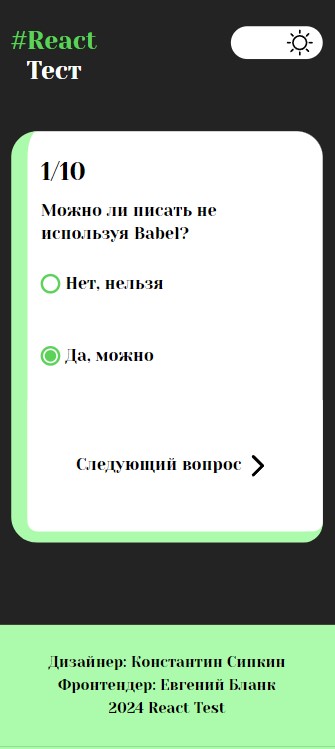 #React
Тест
1/10
Можно ли писать не
используя Babel?
Нет, нельзя
Да, можно
Следующий вопрос
Дизайнер: Константин Сипкин
Фронтендер: Евгений Бланк
2024 React Test